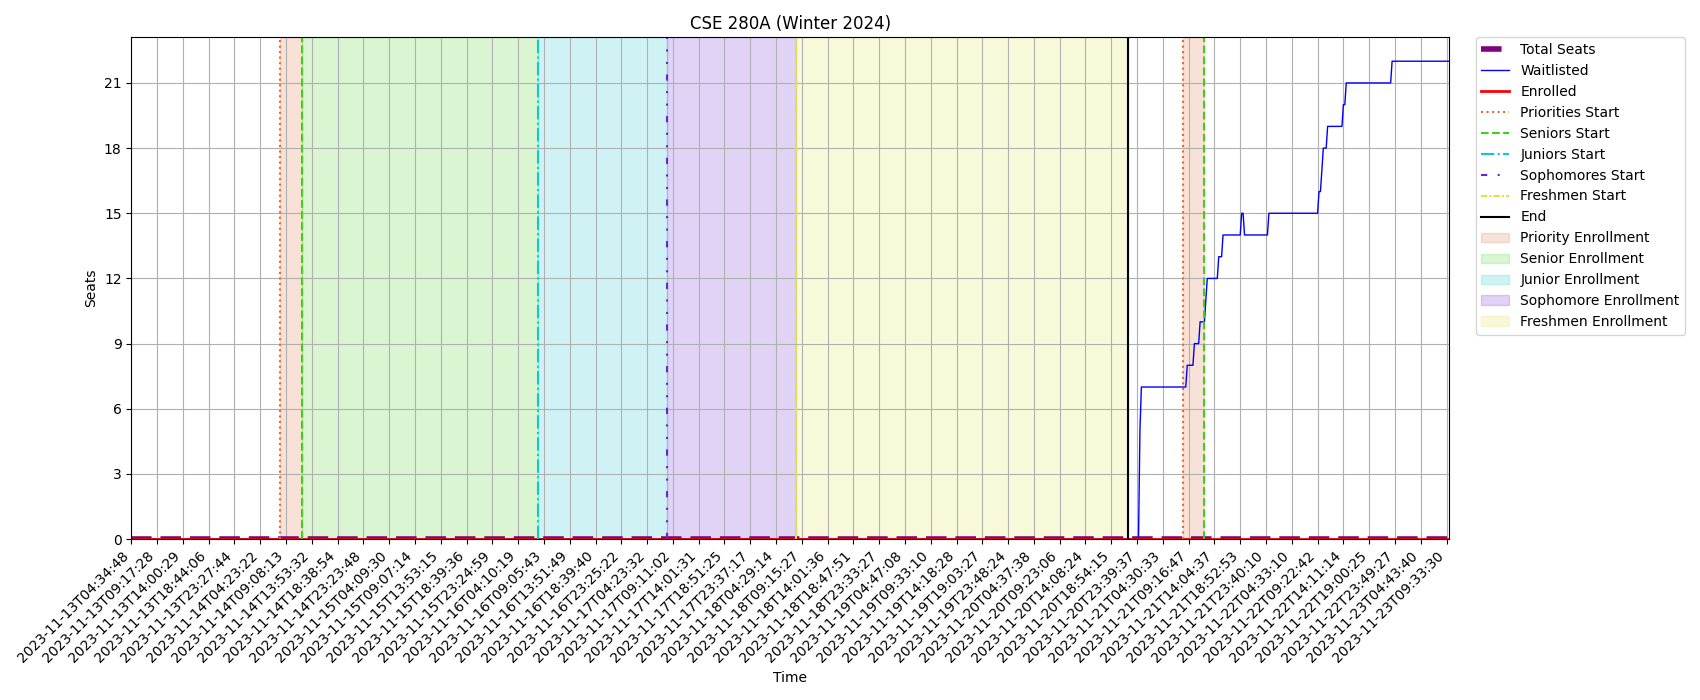 CSE 280A (Winter 2024)
Seats
21
18
15
12
9
6
3
0
2023-11-13T04:34:48
2023-11-13T09:17:28
2023-11-13T14:00:29
2023-11-13T18:44:06
2023-11-13T23:27:44
2023-11-14T04:23:22
2023-11-14T09:08:13
2023-11-14T13:53:32
2023-11-14T18:38:54
2023-11-14T23:23:48
2023-11-15T04:09:30
2023-11-15T09:07:14
2023-11-15T13:53:15
2023-11-15T18:39:36
2023-11-15T23:24:59
2023-11-16T04:10:19
2023-11-16T09:05:43
2023-11-16T13:51:49
2023-11-16T18:39:40
2023-11-16T23:25:22
2023-11-17T04:23:32
2023-11-17T09:11:02
2023-11-17T14:01:31
2023-11-17T18:51:25
2023-11-17T23:37:17
2023-11-18T04:29:14
2023-11-18T09:15:27
2023-11-18T14:01:36
2023-11-18T18:47:51
2023-11-18T23:33:27
2023-11-19T04:47:08
2023-11-19T09:33:10
2023-11-19T14:18:28
2023-11-19T19:03:27
2023-11-19T23:48:24
2023-11-20T04:37:38
2023-11-20T09:23:06
2023-11-20T14:08:24
2023-11-20T18:54:15
2023-11-20T23:39:37
2023-11-21T04:30:33
2023-11-21T09:16:47
2023-11-21T14:04:37
2023-11-21T18:52:53
2023-11-21T23:40:10
2023-11-22T04:33:10
2023-11-22T09:22:42
2023-11-22T14:11:14
2023-11-22T19:00:25
2023-11-22T23:49:27
2023-11-23T04:43:40
2023-11-23T09:33:30
Time
Total Seats
Waitlisted
Enrolled
Priorities Start
Seniors Start
Juniors Start
Sophomores Start
Freshmen Start
End
Priority Enrollment
Senior Enrollment
Junior Enrollment
Sophomore Enrollment
Freshmen Enrollment